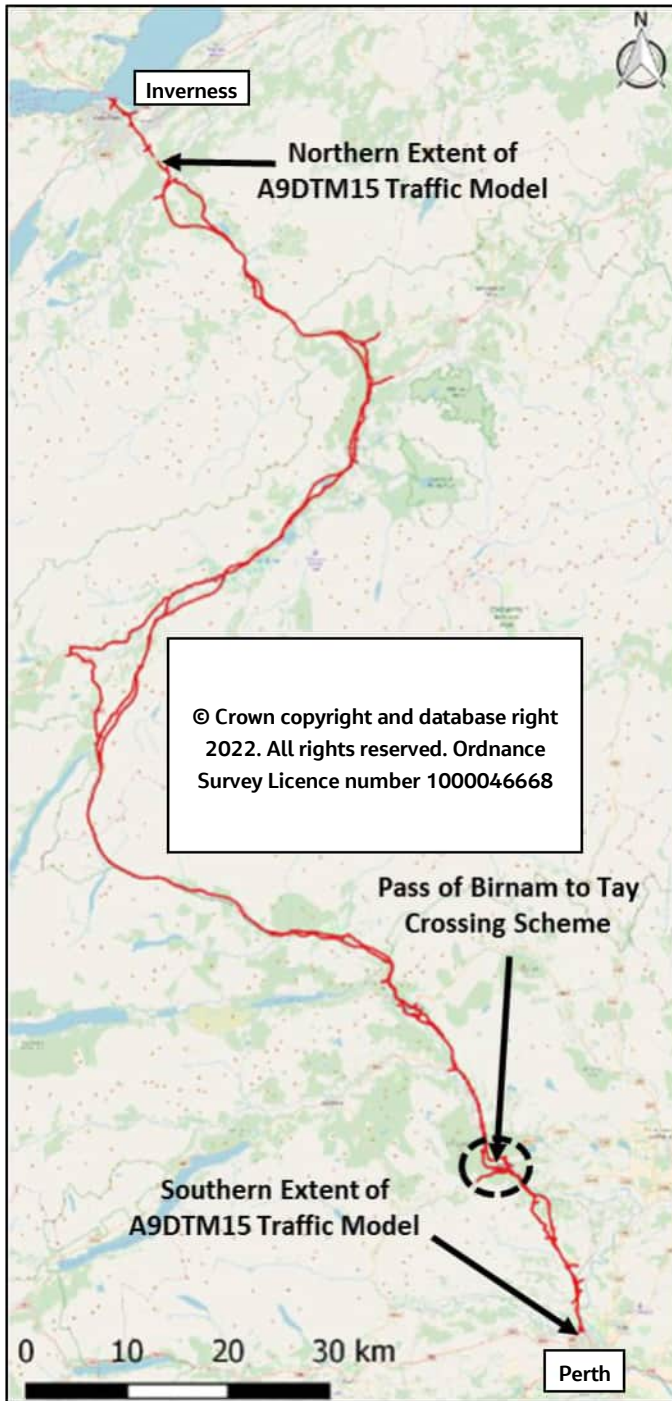 N
Inverness
Northern Extent of
A9DTM15 Traffic Model
© Crown copyright and database right
2022. All rights reserved. Ordnance
Survey Licence number 1000046668
Pass of Birnam to Tay
Crossing Scheme
Southern Extent of
A9DTM15 Traffic Model
0 10 20 30 km
Perth